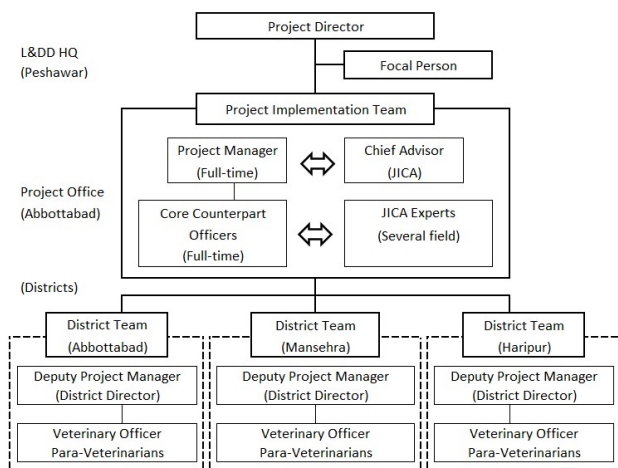 Project Director
L&DD HQ
(Peshawar)
Focal Person
Project Implementation Team
Project Manager
(Full-time)
Chief Advisor
(JICA)
Project Office
(Abbottabad)
Core Counterpart
Officers
(Full-time)
JICA Experts
(Several field)
(Districts)
District Team
(Abbottabad)
District Team
(Mansehra)
District Team
(Haripur)
Deputy Project Manager
(District Director)
Deputy Project Manager
(District Director)
Deputy Project Manager
(District Director)
Veterinary Officer
Para-Veterinarians
Veterinary Officer
Para-Veterinarians
Veterinary Officer
Para-Veterinarians